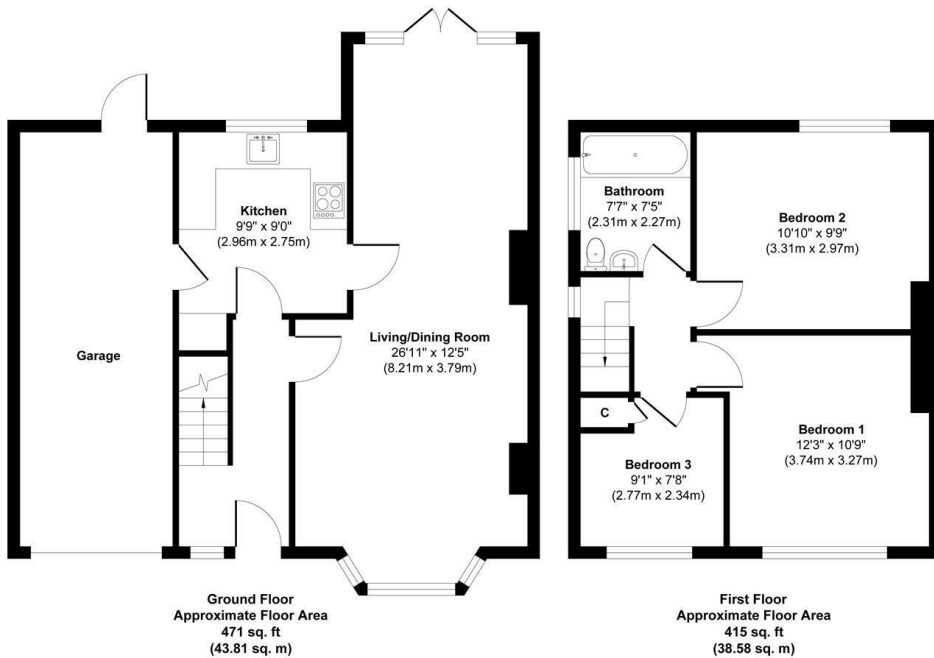 Kitchen
9'9" x 9'0"
(2.96m x 2.75m)
Garage
Living/Dining Room
26'11" x 12'5"
(8.21m x 3.79m)
Ground Floor
Approximate Floor Area
471 sq. ft
(43.81 sq. m)
Bathroom
7'7" x 7'5"
(2.31m x 2.27m)
Bedroom 2
10'10" x 9'9"
(3.31m x 2.97m)
C
Bedroom 3
9'1" x 7'8"
(2.77m x 2.34m)
Bedroom 1
12'3" x 10'9"
(3.74m x 3.27m)
First Floor
Approximate Floor Area
415 sq. ft
(38.58 sq. m)